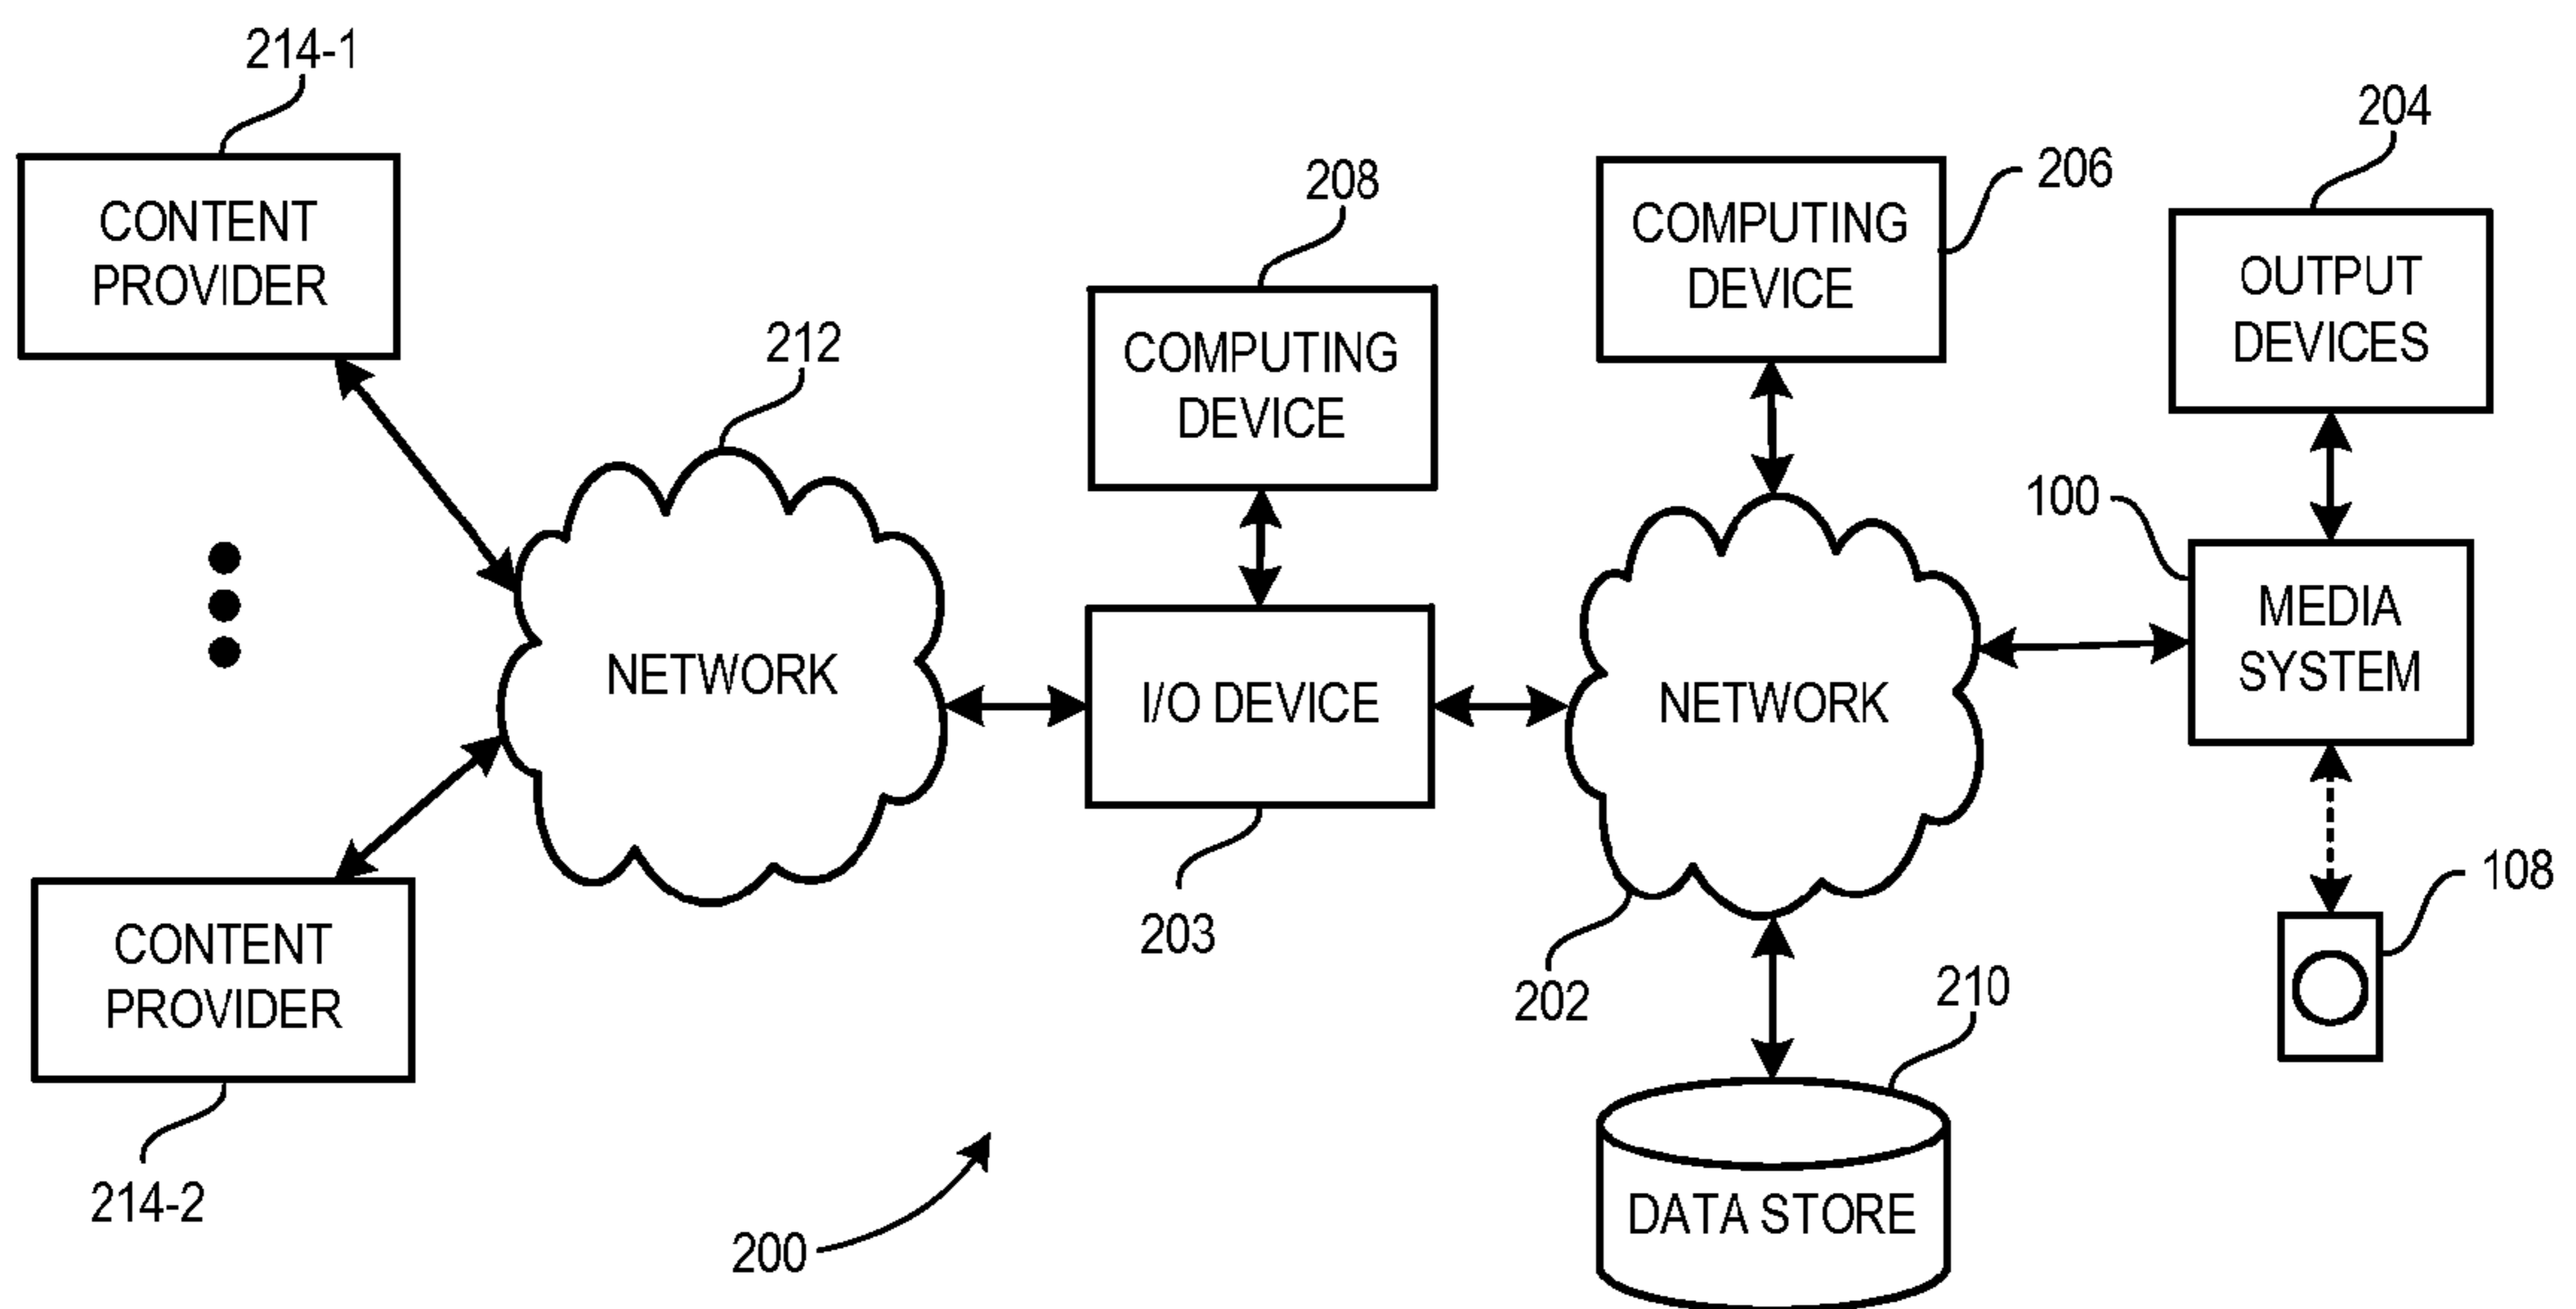 214-1
CONTENT
PROVIDER
212
208
COMPUTING
DEVICE
206
COMPUTING
DEVICE
204
OUTPUT
DEVICES
100
MEDIA
SYSTEM
NETWORK
I/O DEVICE
NETWORK
203
202
108
CONTENT
PROVIDER
214-2
200
210
DATA STORE